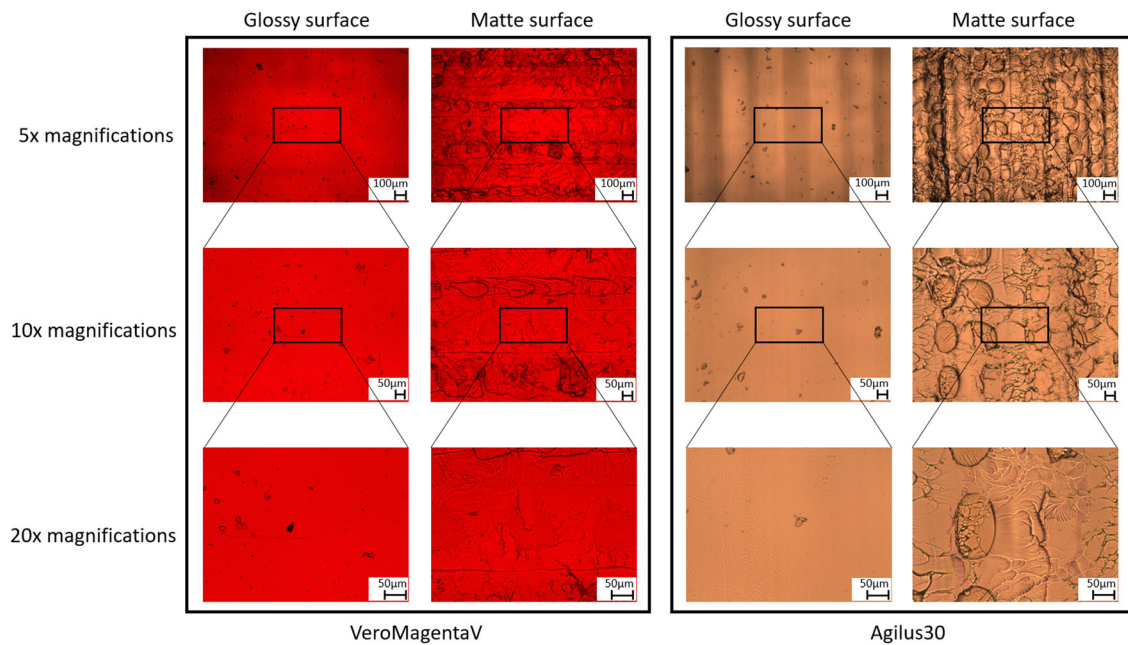 Glossy surface Matte surface Glossy surface Matte surface
5x magnifications
100μm 100μm 100μm 100μm
10x magnifications
50μm 50μm 50μm 50μm
20x magnifications
50μm 50μm 50μm 50μm
VeroMagentaV Agilus30